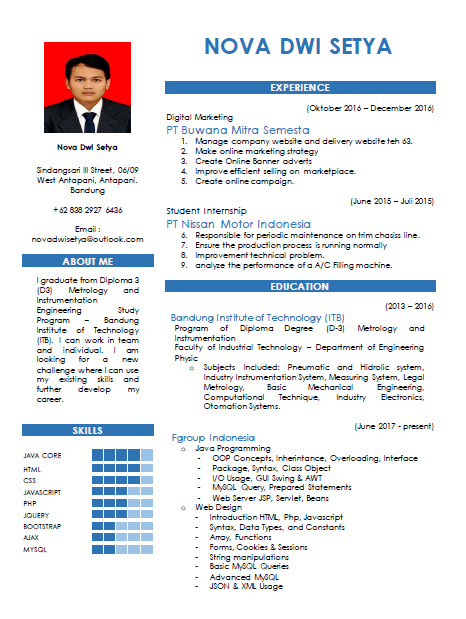 NOVA DWI SETYA
Nova Dwi Setya
Sindangsari III Street, 06/09
West Antapani, Antapani.
Bandung
+62 838 2927 6436
Email :
novadwisetya@outlook.com
ABOUT ME
I graduate from Diploma 3
(D3) Metrology and
Instrumentation
Engineering Study
Program – Bandung
Institute of Technology
(ITB). I can work in team
and individual. I am
looking for a new
challenge where I can use
my existing skills and
further develop my
career.
SKILLS
JAVA CORE
HTML
CSS
JAVASCRIPT
PHP
JQUERY
BOOTSTRAP
AJAX
MYSQL
EXPERIENCE
(Oktober 2016 – December 2016)
Digital Marketing
PT Buwana Mitra Semesta
1. Manage company website and delivery website teh 63.
2. Make online marketing strategy
3. Create Online Banner adverts
4. Improve efficient selling on marketplace.
5. Create online campaign.
(June 2015 – Juli 2015)
Student Internship
PT Nissan Motor Indonesia
6. Responsible for periodic maintenance on trim chasiss line.
7. Ensure the production process is running normally
8. Improvement technical problem.
9. analyze the performance of a A/C Filling machine.
EDUCATION
(2013 – 2016)
Bandung Institute of Technology (ITB)
Program of Diploma Degree (D-3) Metrology and
Instrumentation
Faculty of Industrial Technology – Department of Engineering
Physic
o Subjects Included: Pneumatic and Hidrolic system,
Industry Instrumentation System, Measuring System, Legal
Metrology, Basic Mechanical Engineering,
Computational Technique, Industry Electronics,
Otomation Systems.
(June 2017 - present)
Fgroup Indonesia
o Java Programming
- OOP Concepts, Inherintance, Overloading, Interface
- Package, Syntax, Class Object
- I/O Usage, GUI Swing & AWT
- MySQL Query, Prepared Statements
- Web Server JSP, Servlet, Beans
o Web Design
- Introduction HTML, Php, Javascript
- Syntax, Data Types, and Constants
- Array, Functions
- Forms, Cookies & Sessions
- String manipulations
- Basic MySQL Queries
- Advanced MySQL
- JSON & XML Usage